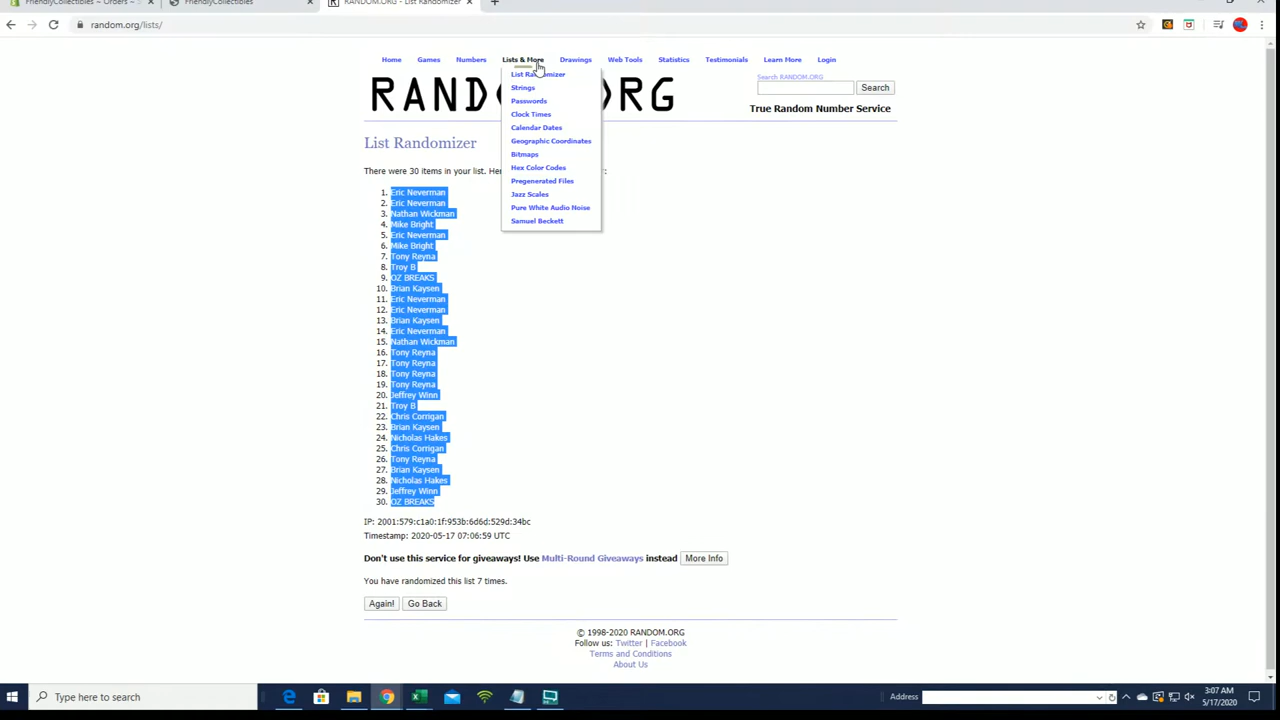 FriendlyCollectibles ~ Orders ~
FriendlyCollectibles
RANDOM.ORG - List Randomizer
random.org/lists/
Home Games Numbers Lists & More Drawings Web Tools Statistics Testimonials Learn More Login
List Randomizer
Strings
Passwords
Clock Times
Calendar Dates
Geographic Coordinates
Bitmaps
Hex Color Codes
Pregenerated Files
Jazz Scales
Pure White Audio Noise
Samuel Beckett
Search RANDOM.ORG
Search
True Random Number Service
List Randomizer
There were 30 items in your list. Her
1. Eric Neverman
2. Eric Neverman
3. Nathan Wickman
4. Mike Bright
5. Eric Neverman
6. Mike Bright
7. Tony Reyna
8. Troy B
9. OZ BREAKS
10. Brian Kaysen
11. Eric Neverman
12. Eric Neverman
13. Brian Kaysen
14. Eric Neverman
15. Nathan Wickman
16. Tony Reyna
17. Tony Reyna
18. Tony Reyna
19. Tony Reyna
20. Jeffrey Winn
21. Troy B
22. Chris Corrigan
23. Brian Kaysen
24. Nicholas Hakes
25. Chris Corrigan
26. Tony Reyna
27. Brian Kaysen
28. Nicholas Hakes
29. Jeffrey Winn
30. OZ BREAKS
IP: 2001:579:c1a0:1f:953b:6d6d:529d:34bc
Timestamp: 2020-05-17 07:06:59 UTC
Don't use this service for giveaways! Use Multi-Round Giveaways instead More Info
You have randomized this list 7 times.
Again! Go Back
© 1998-2020 RANDOM.ORG
Follow us: Twitter | Facebook
Terms and Conditions
About Us
Type here to search
Address
3:07 AM
5/17/2020